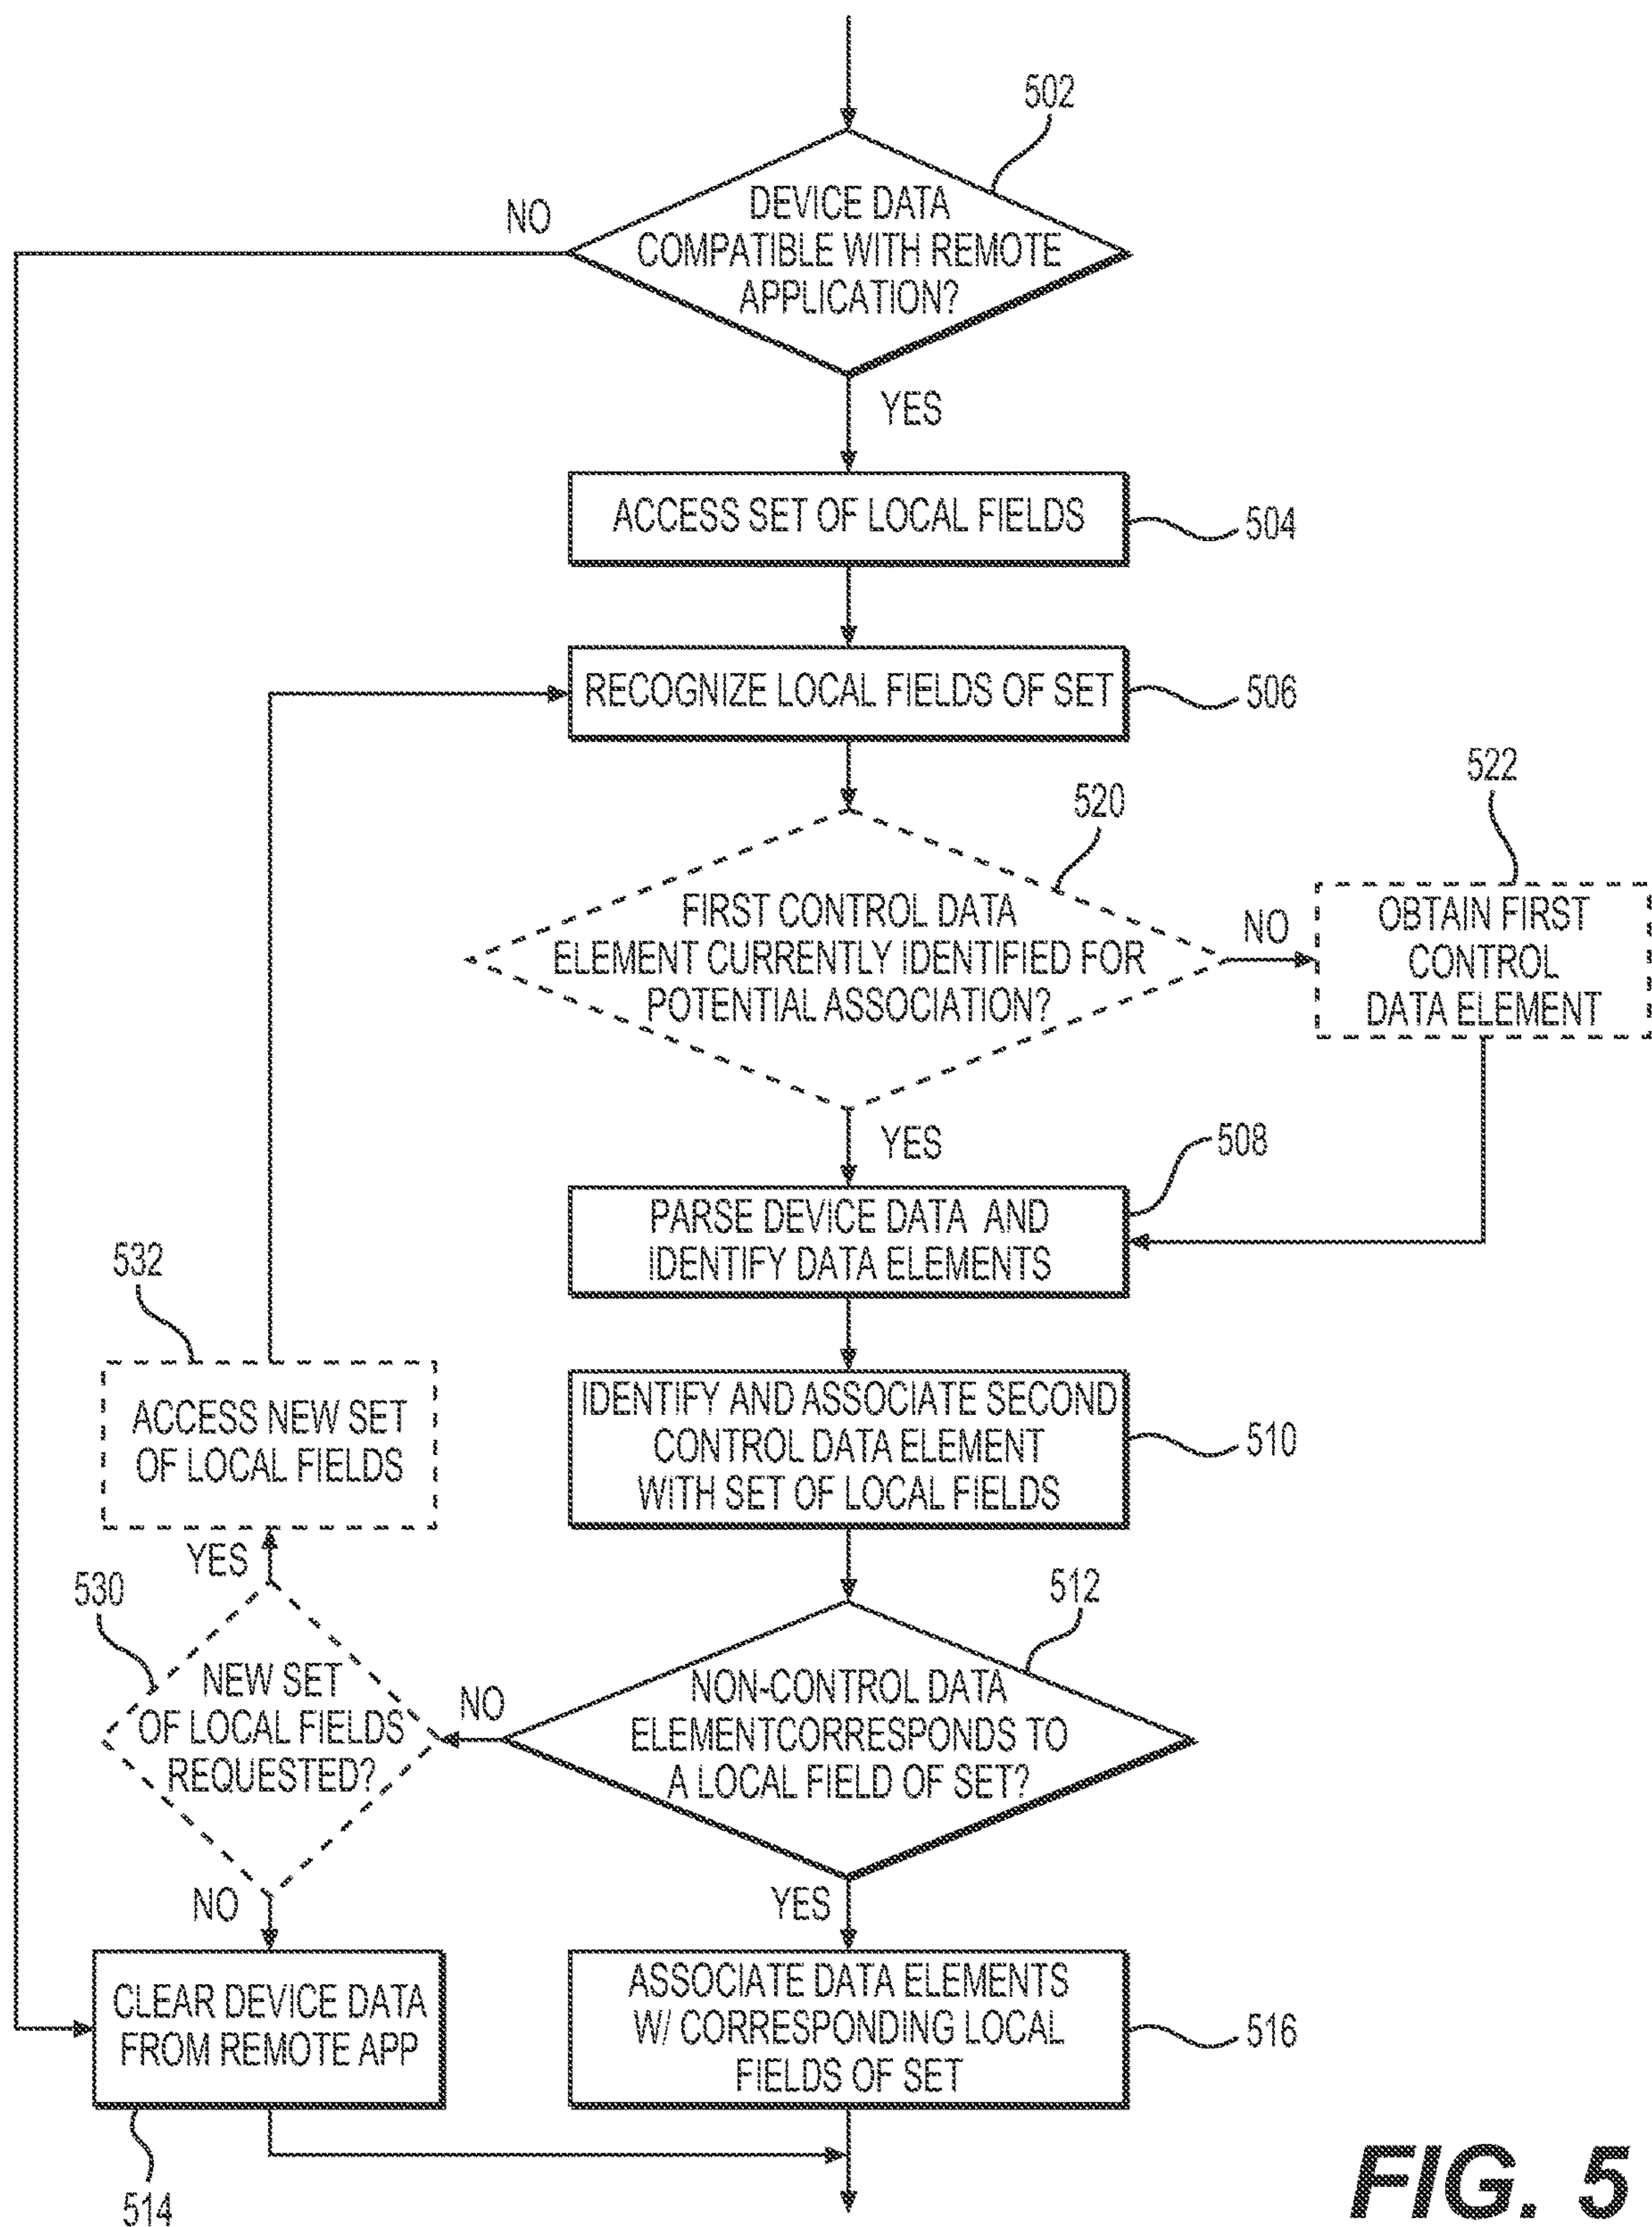 502
DEVICE DATA
COMPATIBLE WITH REMOTE
APPLICATION?
NO
YES
ACCESS SET OF LOCAL FIELDS
504
RECOGNIZE LOCAL FIELDS OF SET
506
520
522
FIRST CONTROL DATA
ELEMENT CURRENTLY IDENTIFIED FOR
POTENTIAL ASSOCIATION?
NO
OBTAIN FIRST
CONTROL
DATA ELEMENT
YES
508
PARSE DEVICE DATA AND
IDENTIFY DATA ELEMENTS
532
ACCESS NEW SET
OF LOCAL FIELDS
IDENTIFY AND ASSOCIATE SECOND
CONTROL DATA ELEMENT
WITH SET OF LOCAL FIELDS
510
YES
530
512
NEW SET
OF LOCAL FIELDS
REQUESTED?
NO
NON-CONTROL DATA
ELEMENTCORRESPONDS TO
A LOCAL FIELD OF SET?
NO
YES
CLEAR DEVICE DATA
FROM REMOTE APP
ASSOCIATE DATA ELEMENTS
W/ CORRESPONDING LOCAL
FIELDS OF SET
516
514
FIG. 5